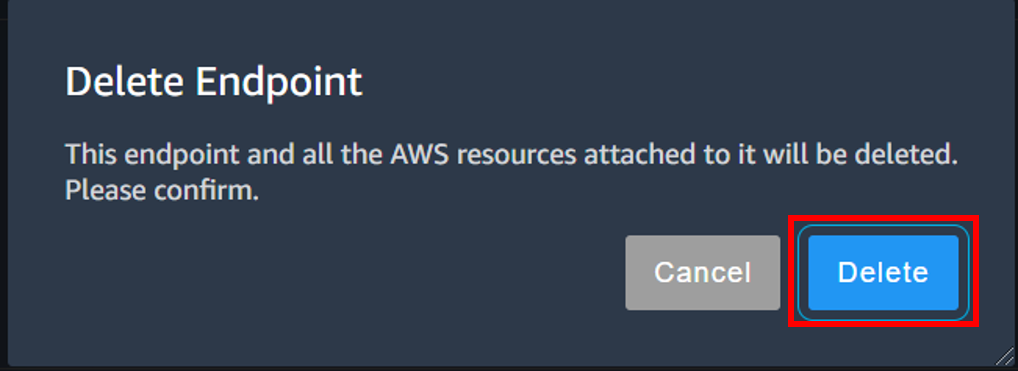 Delete Endpoint
This endpoint and all the AWS resources attached to it will be deleted.
Please confirm.
Cancel
Delete